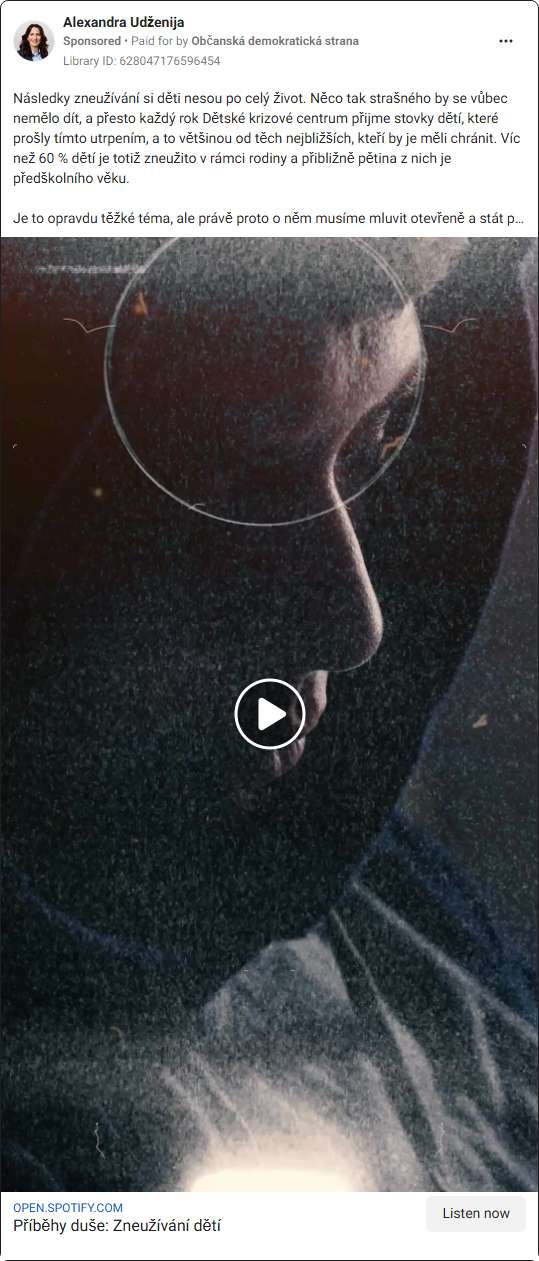 Alexandra Udženija
Sponsored • Paid for by Občanská demokratická strana
Library ID: 628047176596454
Následky zneužívání si děti nesou po celý život. Něco tak strašného by se vůbec
nemělo dít, a přesto každý rok Dětské krizové centrum přijme stovky dětí, které
prošly tímto utrpením, a to většinou od těch nejbližších, kteří by je měli chránit. Víc
než 60 % dětí je totiž zneužito v rámci rodiny a přibližně pětina z nich je
předškolního věku.
Je to opravdu těžké téma, ale právě proto o něm musíme mluvit otevřeně a stát p...
OPEN.SPOTIFY.COM
Příběhy duše: Zneužívání dětí
Listen now